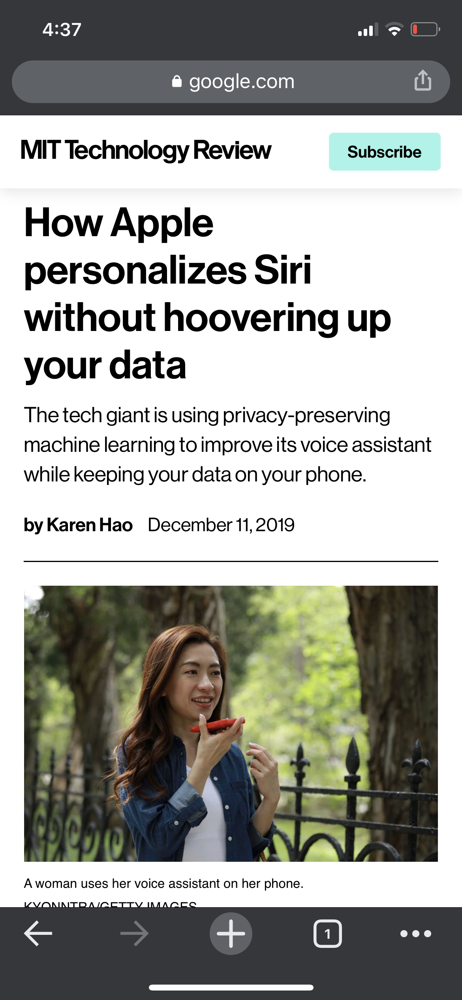 4:37
google.com
MIT Technology Review
Subscribe
How Apple
personalizes Siri
without hoovering up
your data
The tech giant is using privacy-preserving
machine learning to improve its voice assistant
while keeping your data on your phone.
by Karen Hao December 11, 2019
A woman uses her voice assistant on her phone.
KYONNTRA/GETTY IMAGES
1